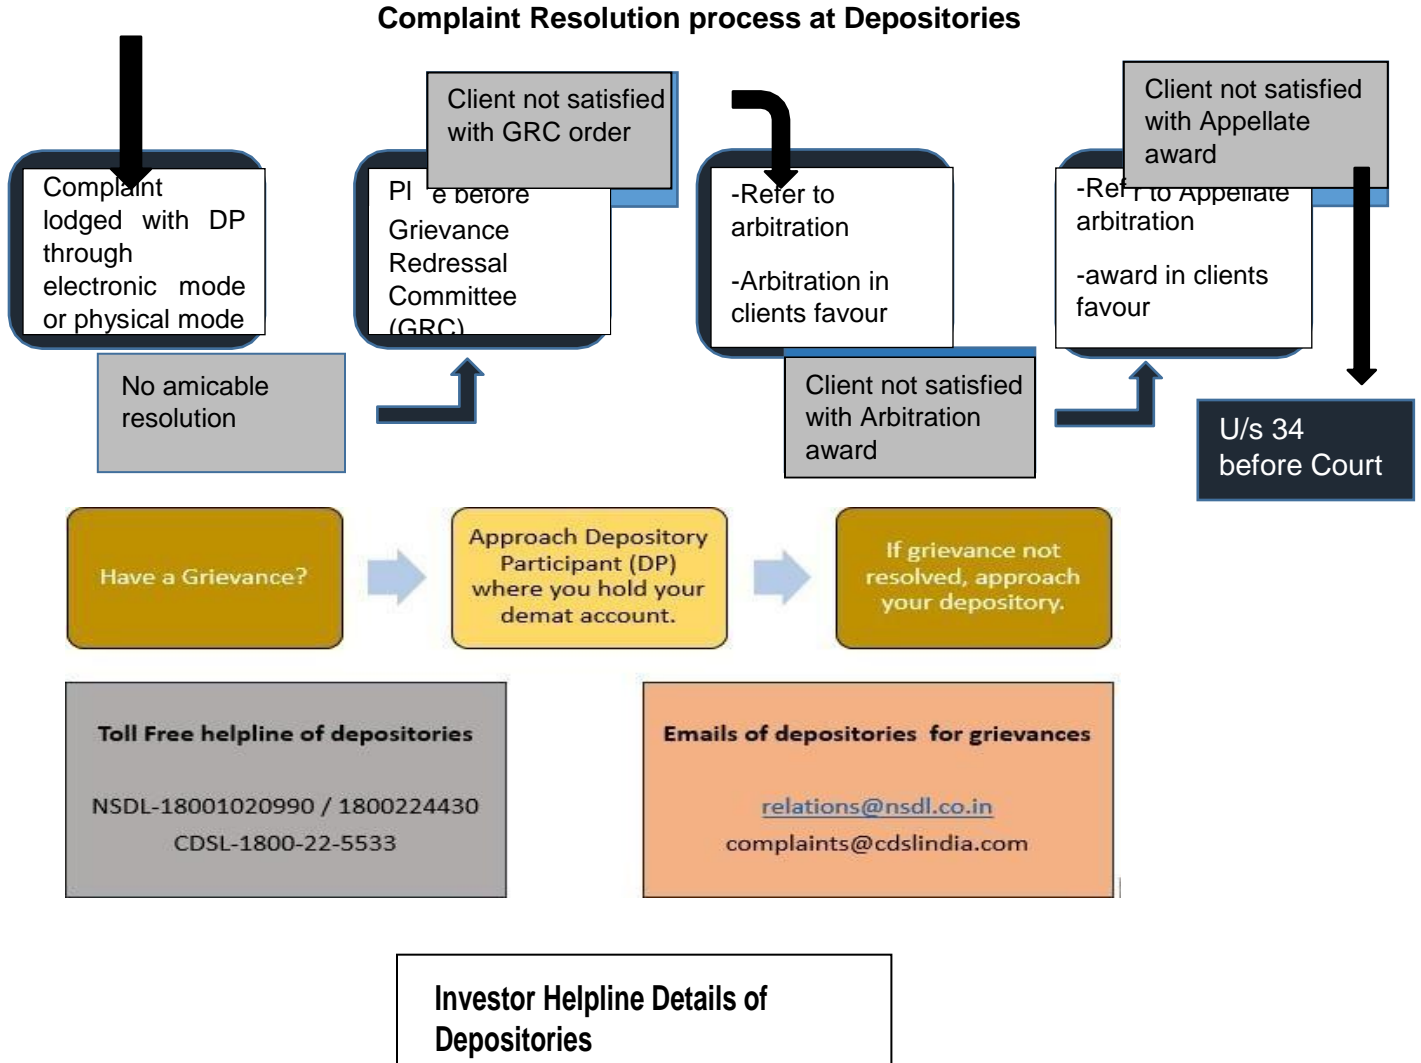 Complaint Resolution process at Depositories
Complaint
lodged with DP
through
electronic mode
or physical mode
No amicable
resolution
Pl e before
Grievance
Redressal
Committee
(GRC)
Client not satisfied
with GRC order
-Refer to
arbitration
-Arbitration in
clients favour
Client not satisfied
with Arbitration
award
-Ref r to Appellate
arbitration
-award in clients
favour
Client not satisfied
with Appellate
award
U/s 34
before Court
Have a Grievance?
Approach Depository
Participant (DP)
where you hold your
demat account.
If grievance not
resolved, approach
your depository.
Toll Free helpline of depositories
NSDL-18001020990 / 1800224430
CDSL-1800-22-5533
Emails of depositories for grievances
relations@nsdl.co.in
complaints@cdslindia.com
Investor Helpline Details of
Depositories